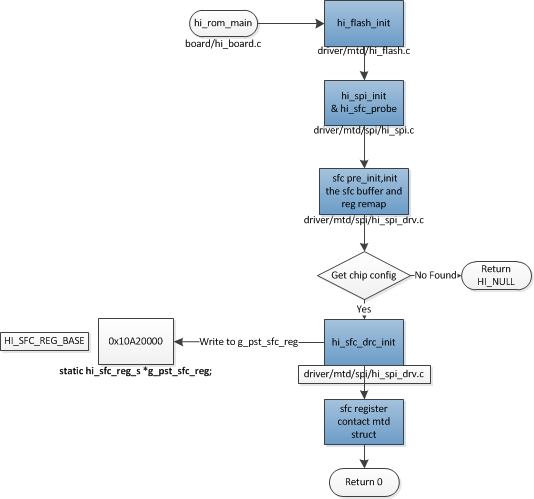 hi_rom_main
board/hi_board.c
hi_flash_init
driver/mtd/hi_flash.c
hi_spi_init
& hi_sfc_probe
driver/mtd/spi/hi_spi.c
sfc pre_init,init
the sfc buffer and
reg remap
driver/mtd/spi/hi_spi_drv.c
Get chip config
No Found
Return
HI_NULL
Yes
HI_SFC_REG_BASE
0x10A20000
Write to g_pst_sfc_reg
hi_sfc_drc_init
static hi_sfc_reg_s *g_pst_sfc_reg;
driver/mtd/spi/hi_spi_drv.c
sfc register
contact mtd
struct
Return 0